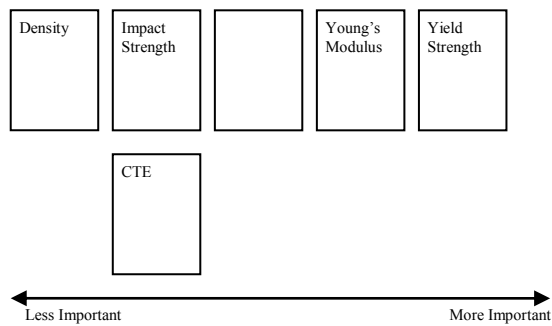 Density
Impact
Strength
Young's
Modulus
Yield
Strength
CTE
Less Important
More Important